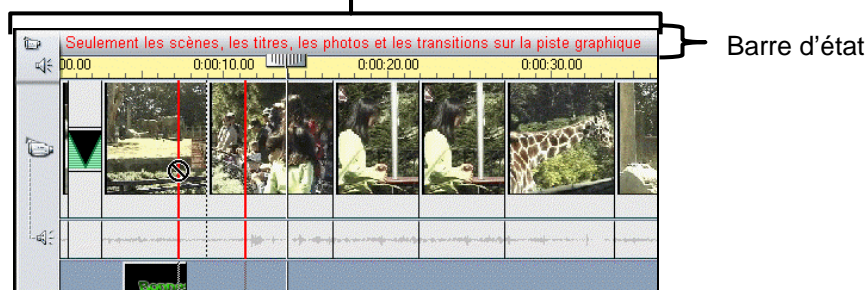 Seulement les scènes, les titres, les photos et les transitions sur la piste graphique
Barre d'état
00.00 0:00:10.00 0:00:20.00 0:00:30.00